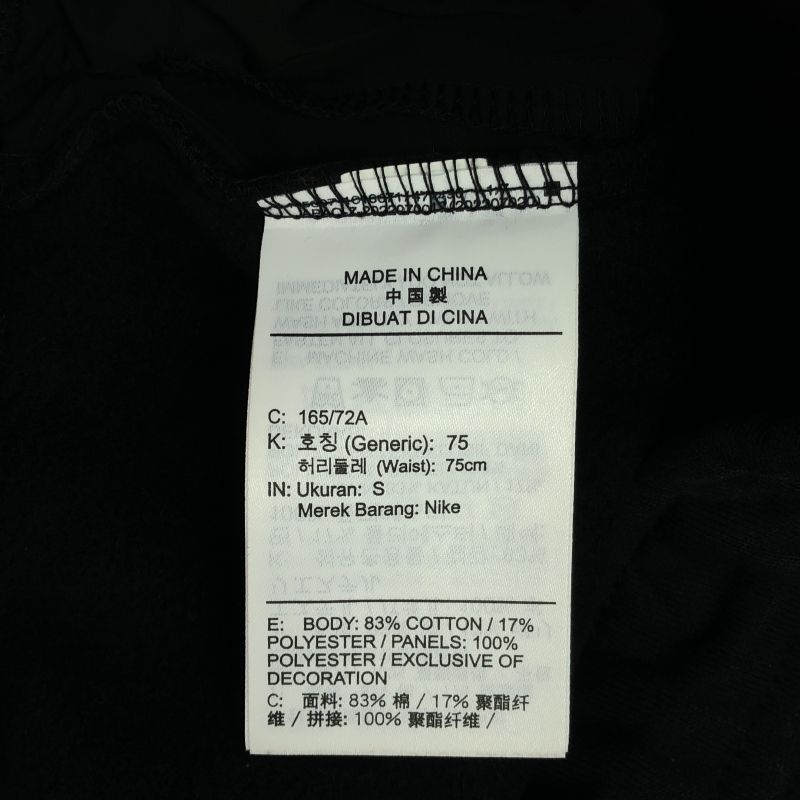 MADE IN CHINA
中国製
DIBUAT DI CINA
C: 165/72A
K: 호칭 (Generic): 75
허리둘레 (Waist): 75cm
IN: Ukuran: S
Merek Barang: Nike
E: BODY: 83% COTTON / 17%
POLYESTER / PANELS: 100%
POLYESTER / EXCLUSIVE OF
DECORATION
C: 面料: 83% 棉 / 17% 聚酯纤
维 / 拼接: 100% 聚酯纤维 /